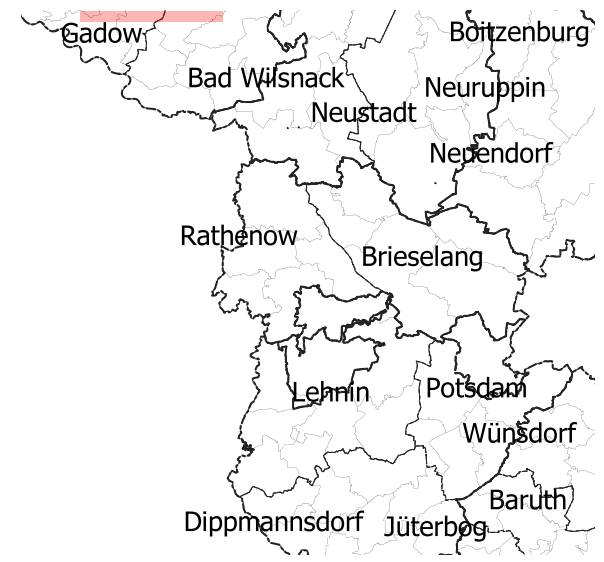 Gadow
Boitzenburg
Bad Wilsnack
Neuruppin
Neustadt
Neuendorf
Rathenow
Brieselang
Lehnin
Potsdam
Wünsdorf
Baruth
Dippmannsdorf
Jüterbog